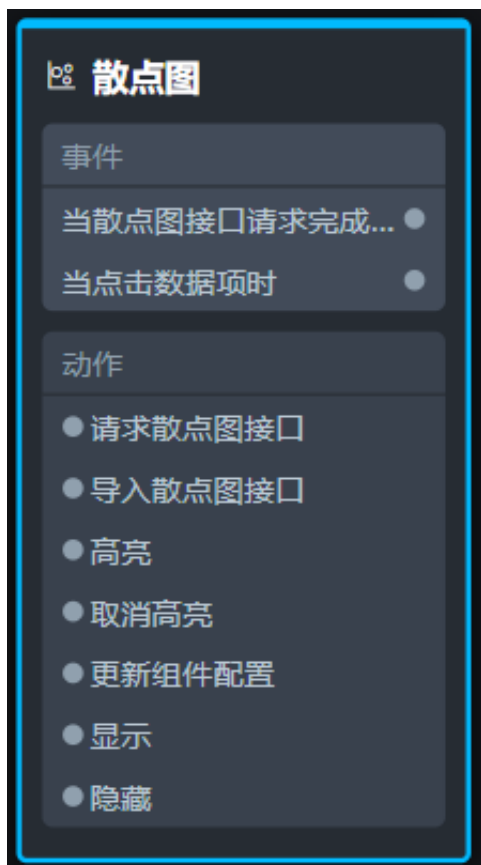 散点图
事件
当散点图接口请求完成...
当点击数据项时
动作
请求散点图接口
导入散点图接口
高亮
取消高亮
更新组件配置
显示
隐藏